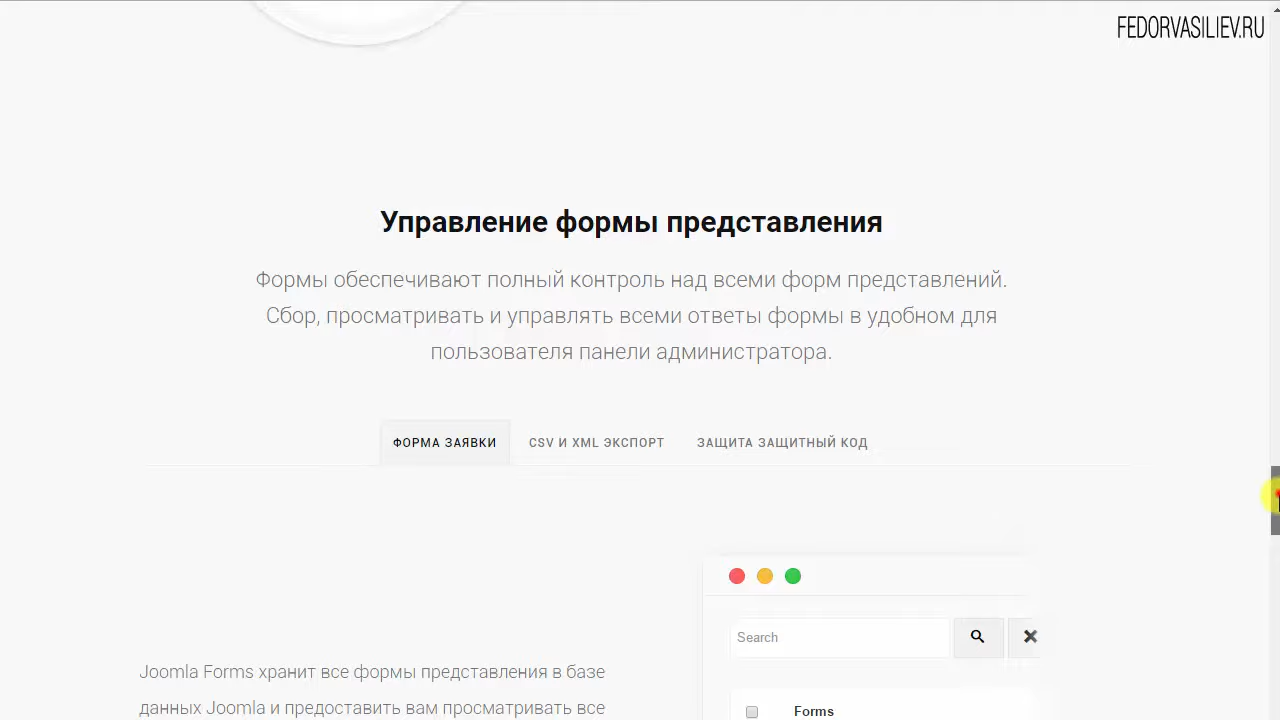 FEDORVASILIEV.RU
Управление формы представления
Формы обеспечивают полный контроль над всеми форм представлений.
Сбор, просматривать и управлять всеми ответы формы в удобном для
пользователя панели администратора.
ФОРМА ЗАЯВКИ CSV И XML ЭКСПОРТ ЗАЩИТА ЗАЩИТНЫЙ КОД
Search
Joomla Forms хранит все формы представления в базе
данных Joomla и предоставить вам просматривать все
Forms